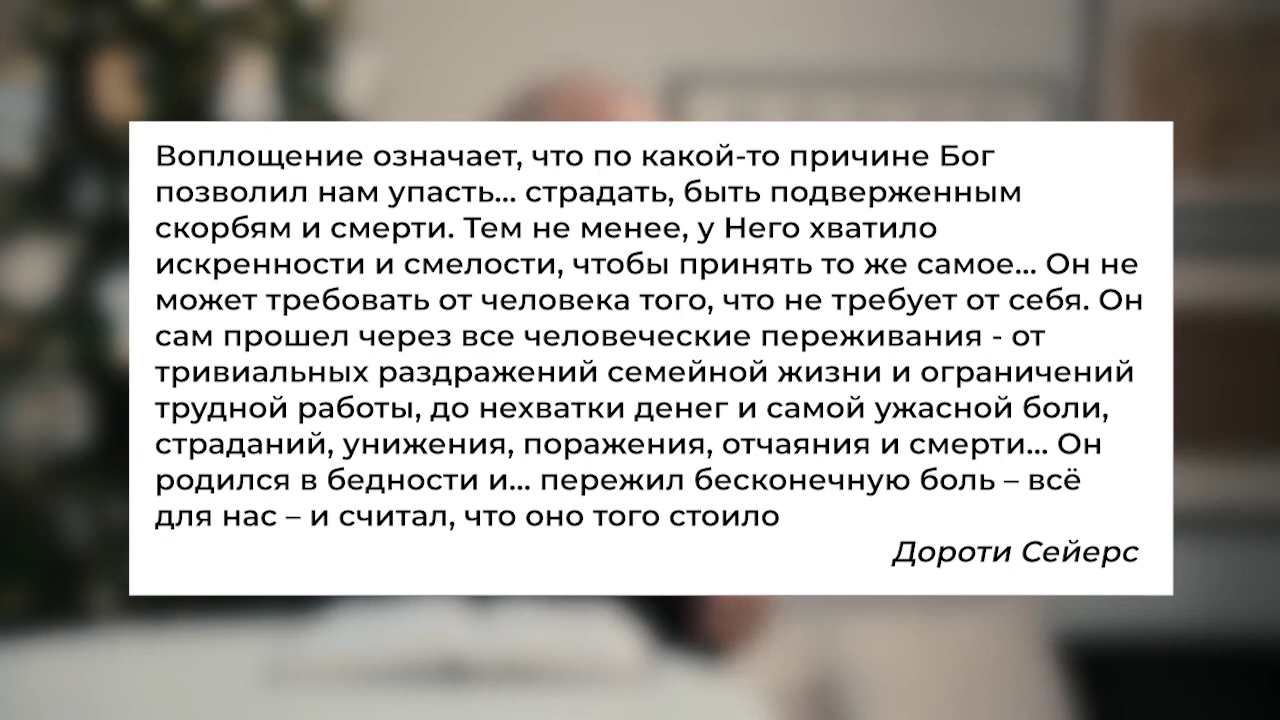 Воплощение означает, что по какой-то причине Бог
позволил нам упасть... страдать, быть подверженным
скорбям и смерти. Тем не менее, у Него хватило
искренности и смелости, чтобы принять то же самое... Он не
может требовать от человека того, что не требует от себя. Он
сам прошел через все человеческие переживания - от
тривиальных раздражений семейной жизни и ограничений
трудной работы, до нехватки денег и самой ужасной боли,
страданий, унижения, поражения, отчаяния и смерти... Он
родился в бедности и... пережил бесконечную боль – всё
для нас – и считал, что оно того стоило
Дороти Сейерс